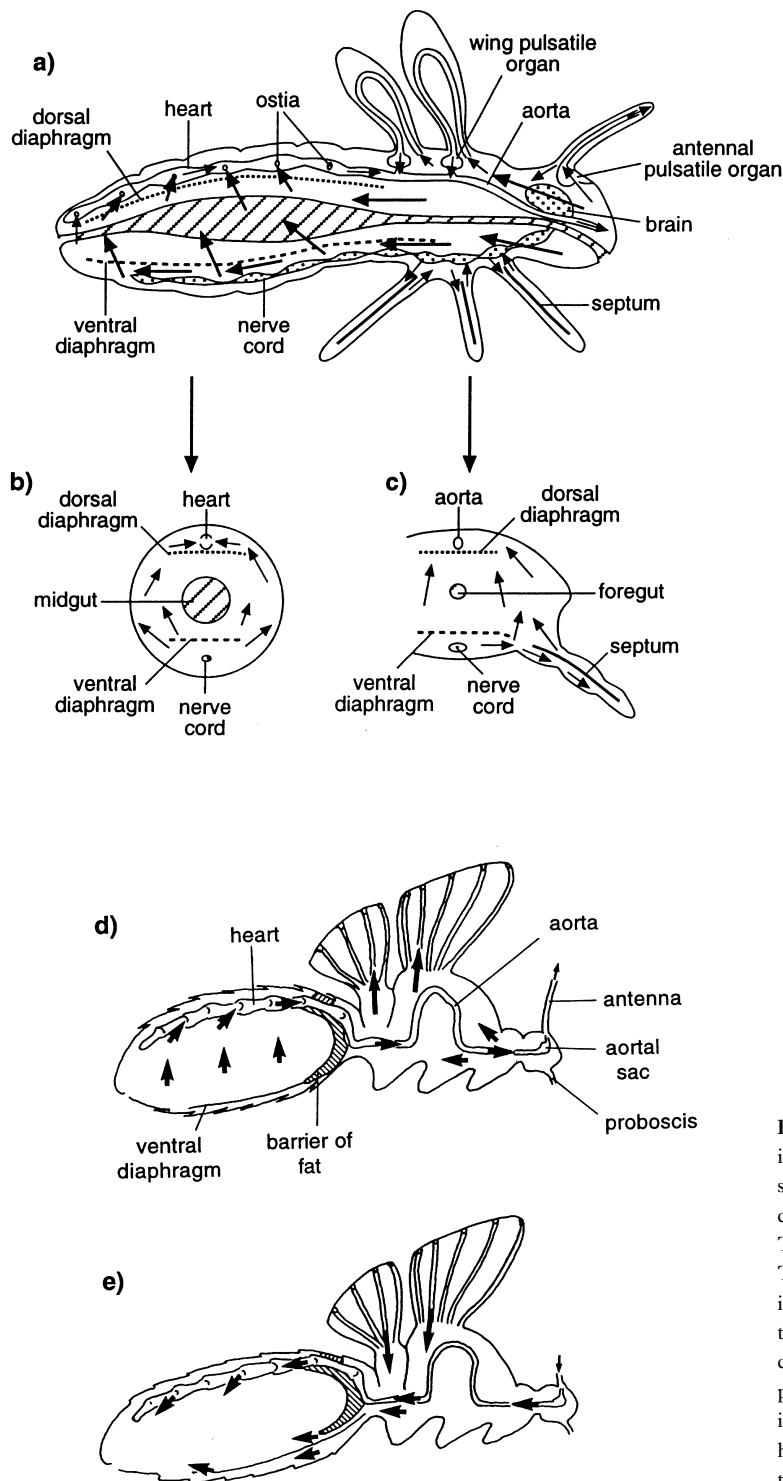 a)
wing pulsatile
organ
ostia
heart
aorta
dorsal
diaphragm
antennal
pulsatile organ
brain
septum
ventral
diaphragm
nerve
cord
b)
dorsal
diaphragm
heart
midgut
ventral
diaphragm
nerve
cord
c)
aorta
dorsal
diaphragm
foregut
septum
ventral
diaphragm
nerve
cord
d)
heart
aorta
antenna
aortal
sac
proboscis
ventral
diaphragm
barrier of
fat
e)